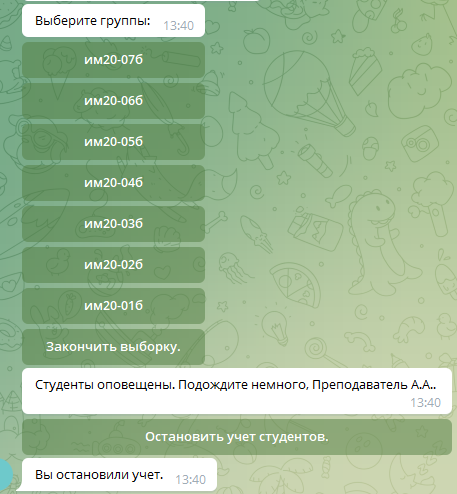 Выберите группы:
13:40
им20-07б
им20-06б
им20-05б
им20-04б
им20-03б
им20-02б
им20-01б
Закончить выборку.
Студенты оповещены. Подождите немного, Преподаватель А.А..
13:40
Остановить учет студентов.
Вы остановили учет.
13:40